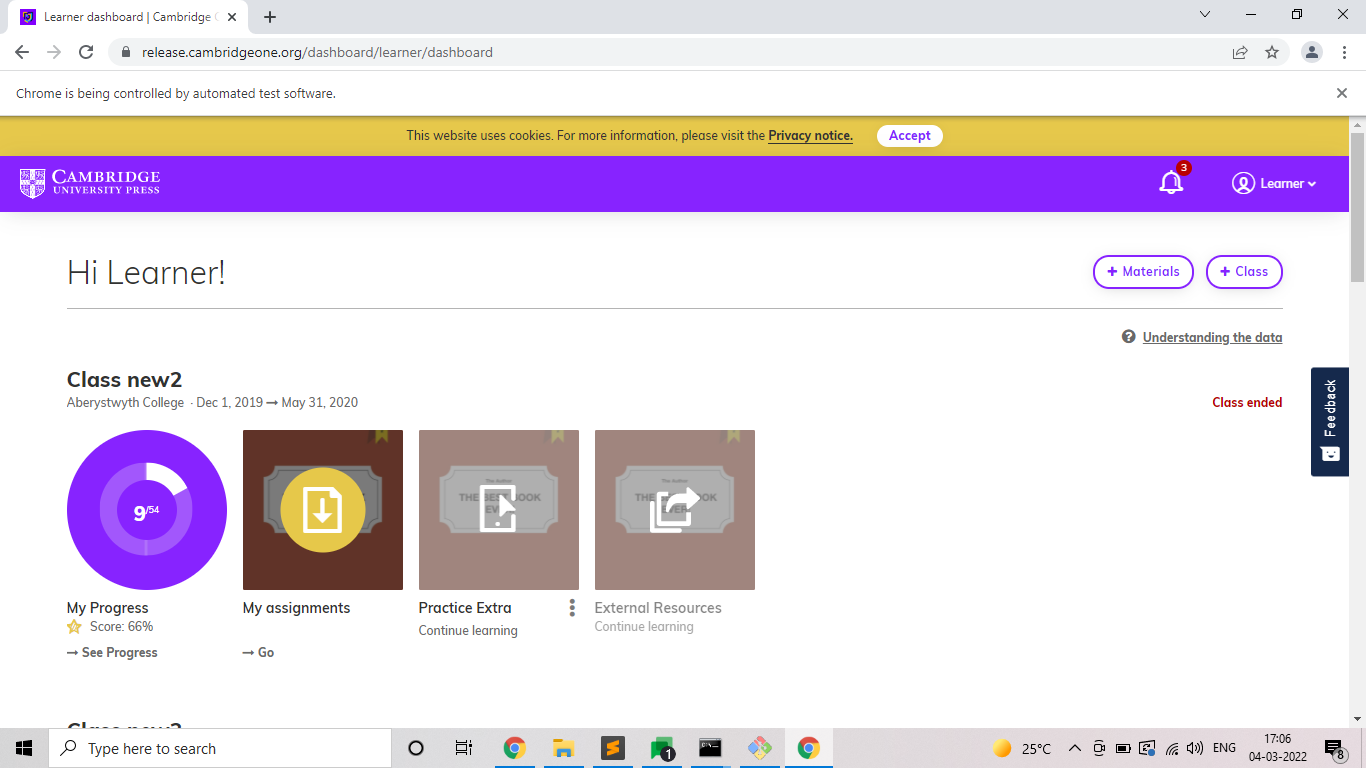 Learner dashboard | Cambridge
release.cambridgeone.org/dashboard/learner/dashboard
Chrome is being controlled by automated test software.
This website uses cookies. For more information, please visit the Privacy notice. Accept
CAMBRIDGE
UNIVERSITY PRESS
3
Learner
Hi Learner!
+ Materials
+ Class
Understanding the data
Class new2
Aberystwyth College · Dec 1, 2019 → May 31, 2020
Class ended
Feedback
9/54
The Author
THE BEST BOOK
EVER
The Author
THE BEST BOOK
EVER
My Progress
My assignments
Practice Extra
External Resources
Score: 66%
Continue learning
Continue learning
→ See Progress
→ Go
Class new2
Type here to search
1
25°C
ENG
17:06
04-03-2022
8